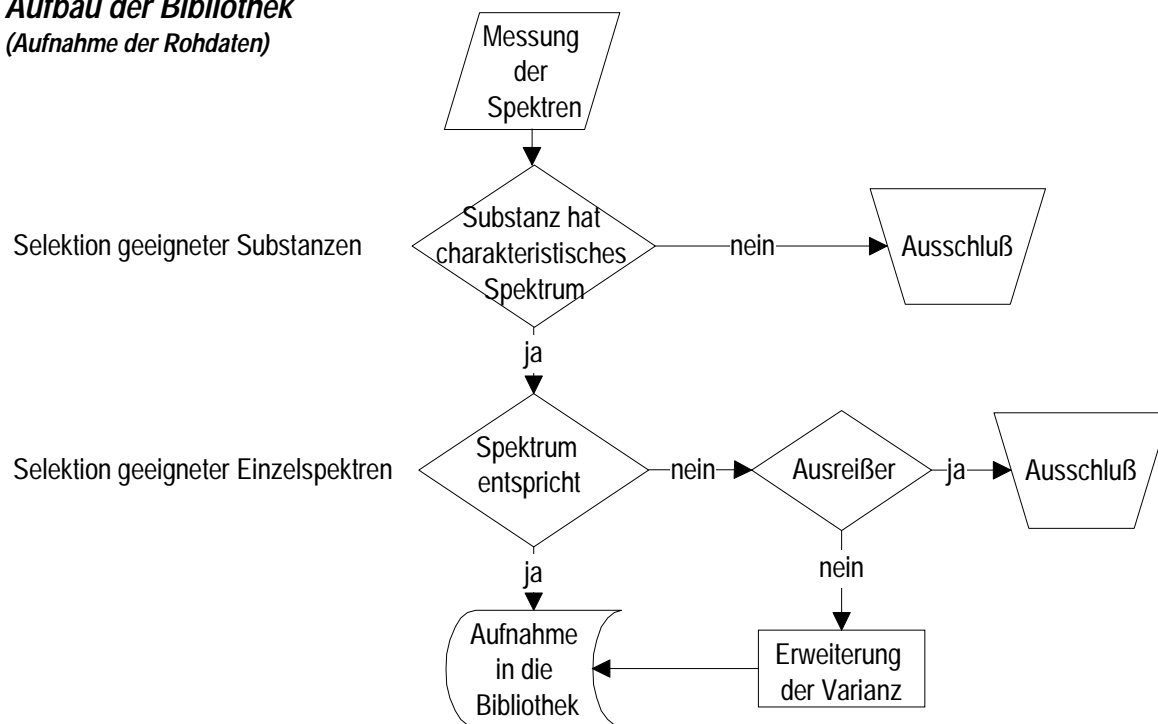 Aufbau der Bibliothek
(Aufnahme der Rohdaten)
Messung
der
Spektren
Selektion geeigneter Substanzen
Substanz hat
charakteristisches
Spektrum
nein
Ausschluß
ja
Selektion geeigneter Einzelspektren
Spektrum
entspricht
nein
Ausreißer
ja
Ausschluß
ja
nein
Aufnahme
in die
Bibliothek
Erweiterung
der Varianz